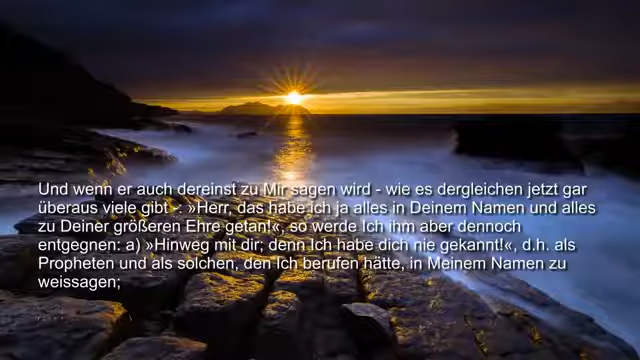 Und wenn er auch dereinst zu Mir sagen wird - wie es dergleichen jetzt gar
überaus viele gibt -: »Herr, das habe ich ja alles in Deinem Namen und alles
zu Deiner größeren Ehre getan!«, so werde Ich ihm aber dennoch
entgegnen: a) »Hinweg mit dir; denn Ich habe dich nie gekannt!«, d.h. als
Propheten und als solchen, den Ich berufen hätte, in Meinem Namen zu
weissagen;